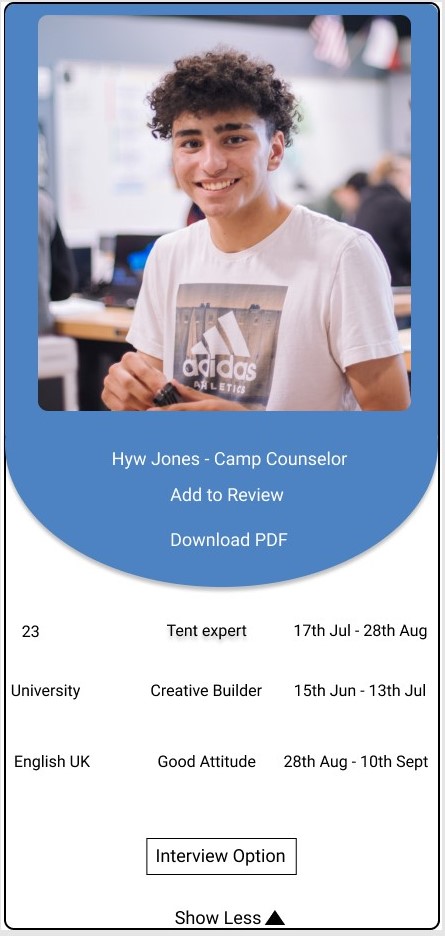 adidas
ATHLETICS
Hyw Jones - Camp Counselor
Add to Review
Download PDF
23 Tent expert 17th Jul - 28th Aug
University Creative Builder 15th Jun - 13th Jul
English UK Good Attitude 28th Aug - 10th Sept
Interview Option
Show Less